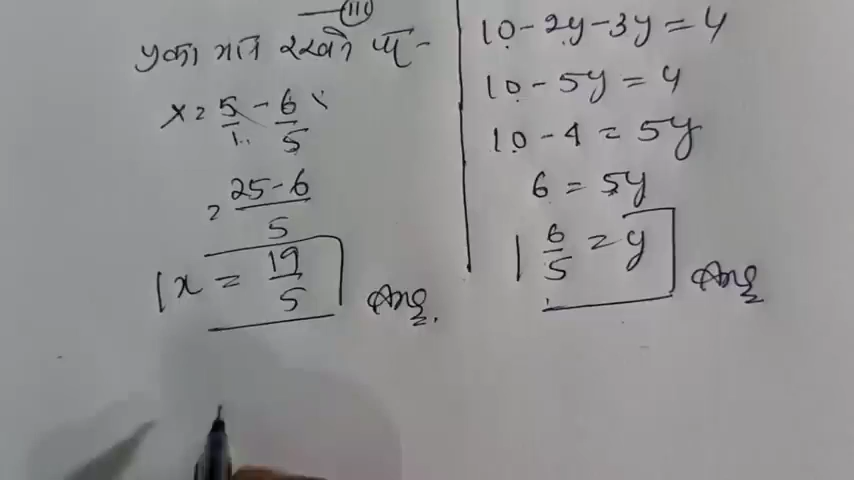 (III)
y का मान रखने पर -
x = 5/1 - 6/5
= 25-6/5
x = 19/5 Ans.
10 - 2y - 3y = 4
10 - 5y = 4
10 - 4 = 5y
6 = 5y
6/5 = y Ans